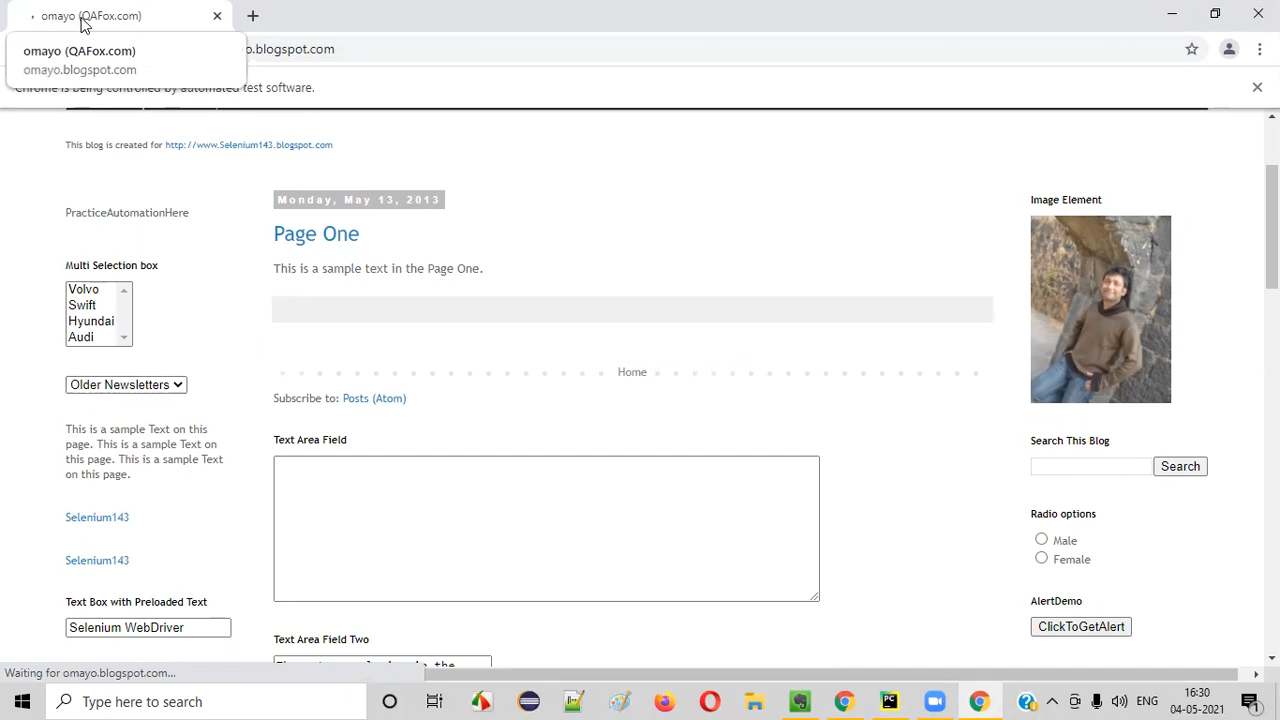 omayo (QAFox.com)
omayo (QAFox.com)
omayo.blogspot.com
o.blogspot.com
Chrome is being controlled by automated test software.
This blog is created for http://www.Selenium143.blogspot.com
PracticeAutomationHere
Multi Selection box
Volvo
Swift
Hyundai
Audi
Older Newsletters
This is a sample Text on this
page. This is a sample Text on
this page. This is a sample Text
on this page.
Selenium143
Selenium143
Text Box with Preloaded Text
Selenium WebDriver
Monday, May 13, 2013
Page One
This is a sample text in the Page One.
Home
Subscribe to: Posts (Atom)
Text Area Field
Text Area Field Two
Image Element
Search This Blog
Search
Radio options
Male
Female
AlertDemo
ClickToGetAlert
Waiting for omayo.blogspot.com...
Type here to search
ENG
16:30
04-05-2021